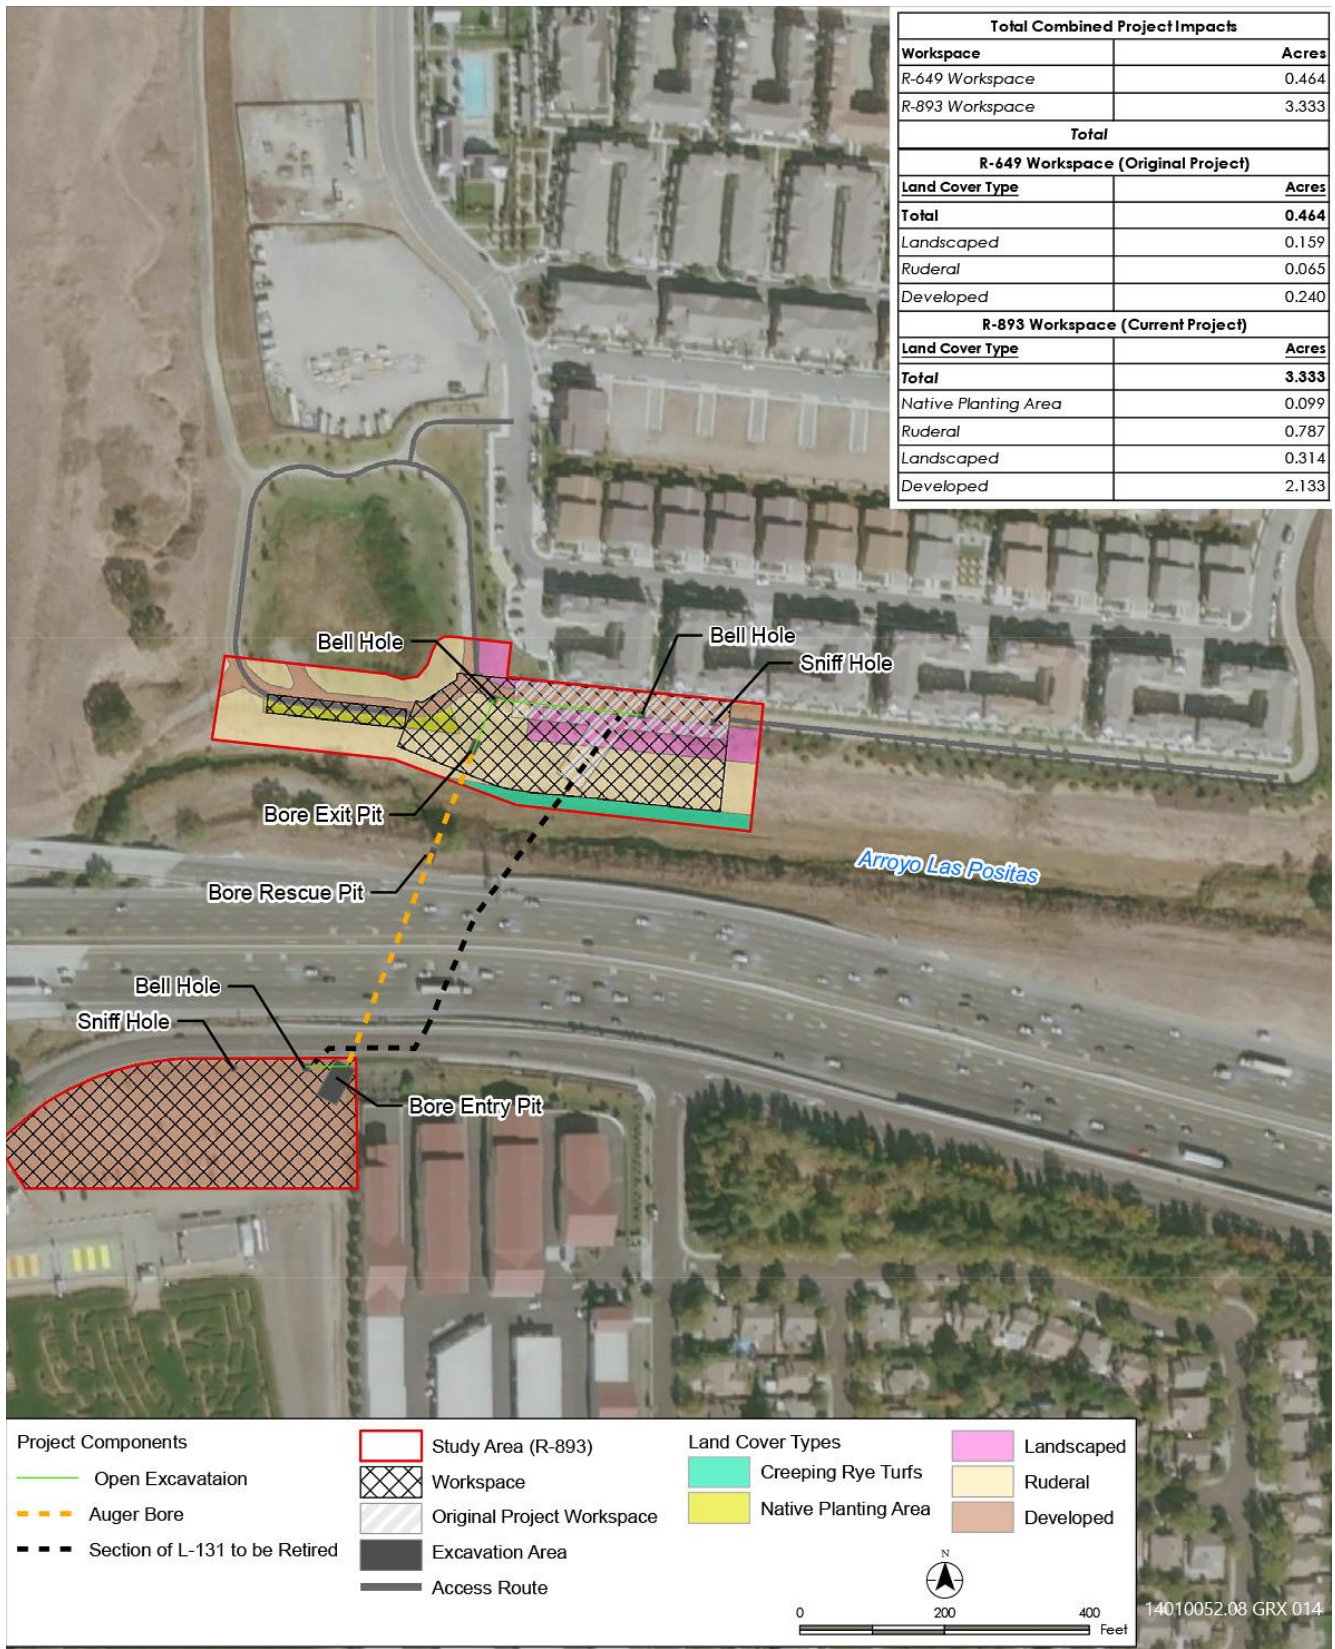 Total Combined Project Impacts
Workspace Acres
R-649 Workspace 0.464
R-893 Workspace 3.333
Total
R-649 Workspace (Original Project)
Land Cover Type Acres
Total 0.464
Landscaped 0.159
Ruderal 0.065
Developed 0.240
R-893 Workspace (Current Project)
Land Cover Type Acres
Total 3.333
Native Planting Area 0.099
Ruderal 0.787
Landscaped 0.314
Developed 2.133
Bell Hole
Bell Hole
Sniff Hole
Bore Exit Pit
Arroyo Las Positas
Bore Rescue Pit
Bell Hole
Sniff Hole
Bore Entry Pit
Project Components
Open Excavataion
Auger Bore
Section of L-131 to be Retired
Study Area (R-893)
Workspace
Original Project Workspace
Excavation Area
Access Route
Land Cover Types
Creeping Rye Turfs
Native Planting Area
Landscaped
Ruderal
Developed
N
0 200 400
Feet
14010052.08 GRX 014